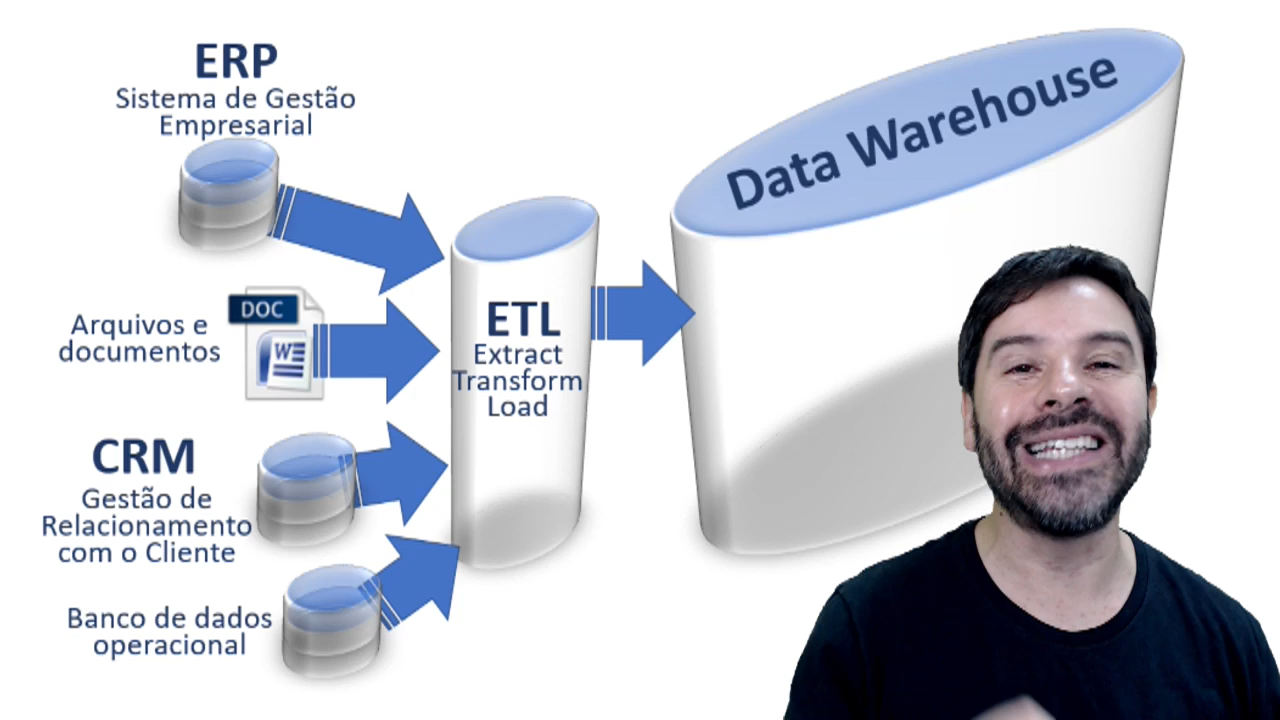 ERP
Sistema de Gestão
Empresarial
Arquivos e
documentos
DOC
W
CRM
Gestão de
Relacionamento
com o Cliente
Banco de dados
operacional
ETL
Extract
Transform
Load
Data Warehouse